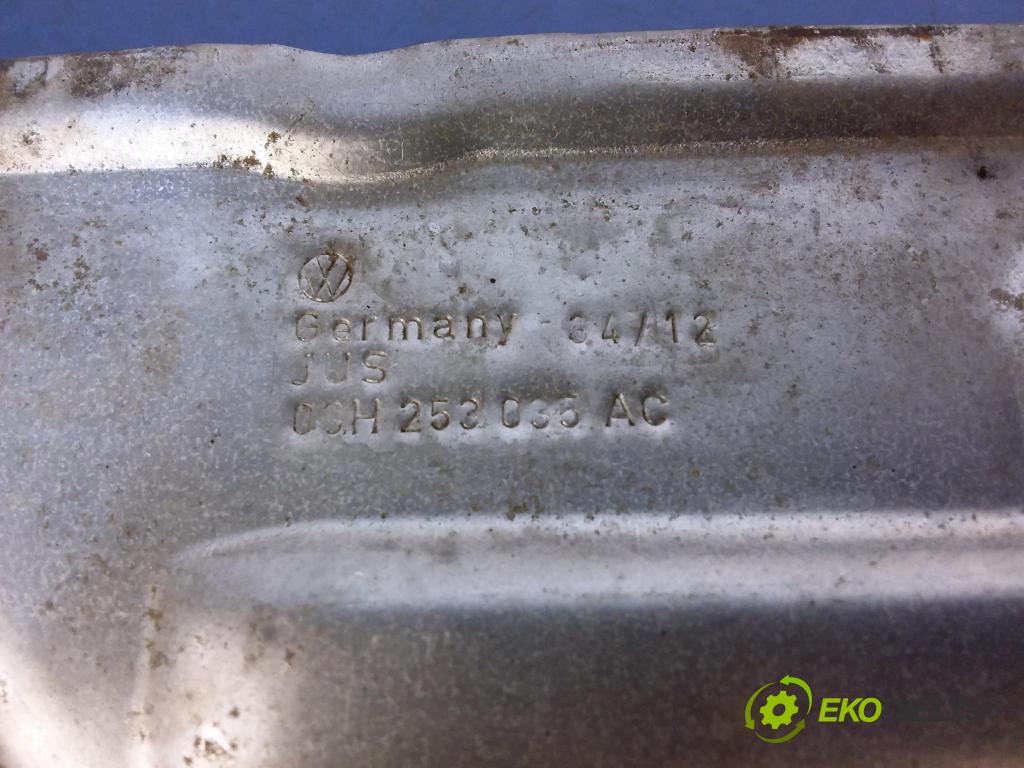 VW
Germany 34/12
JUS
03H 253 035 AC
EKO